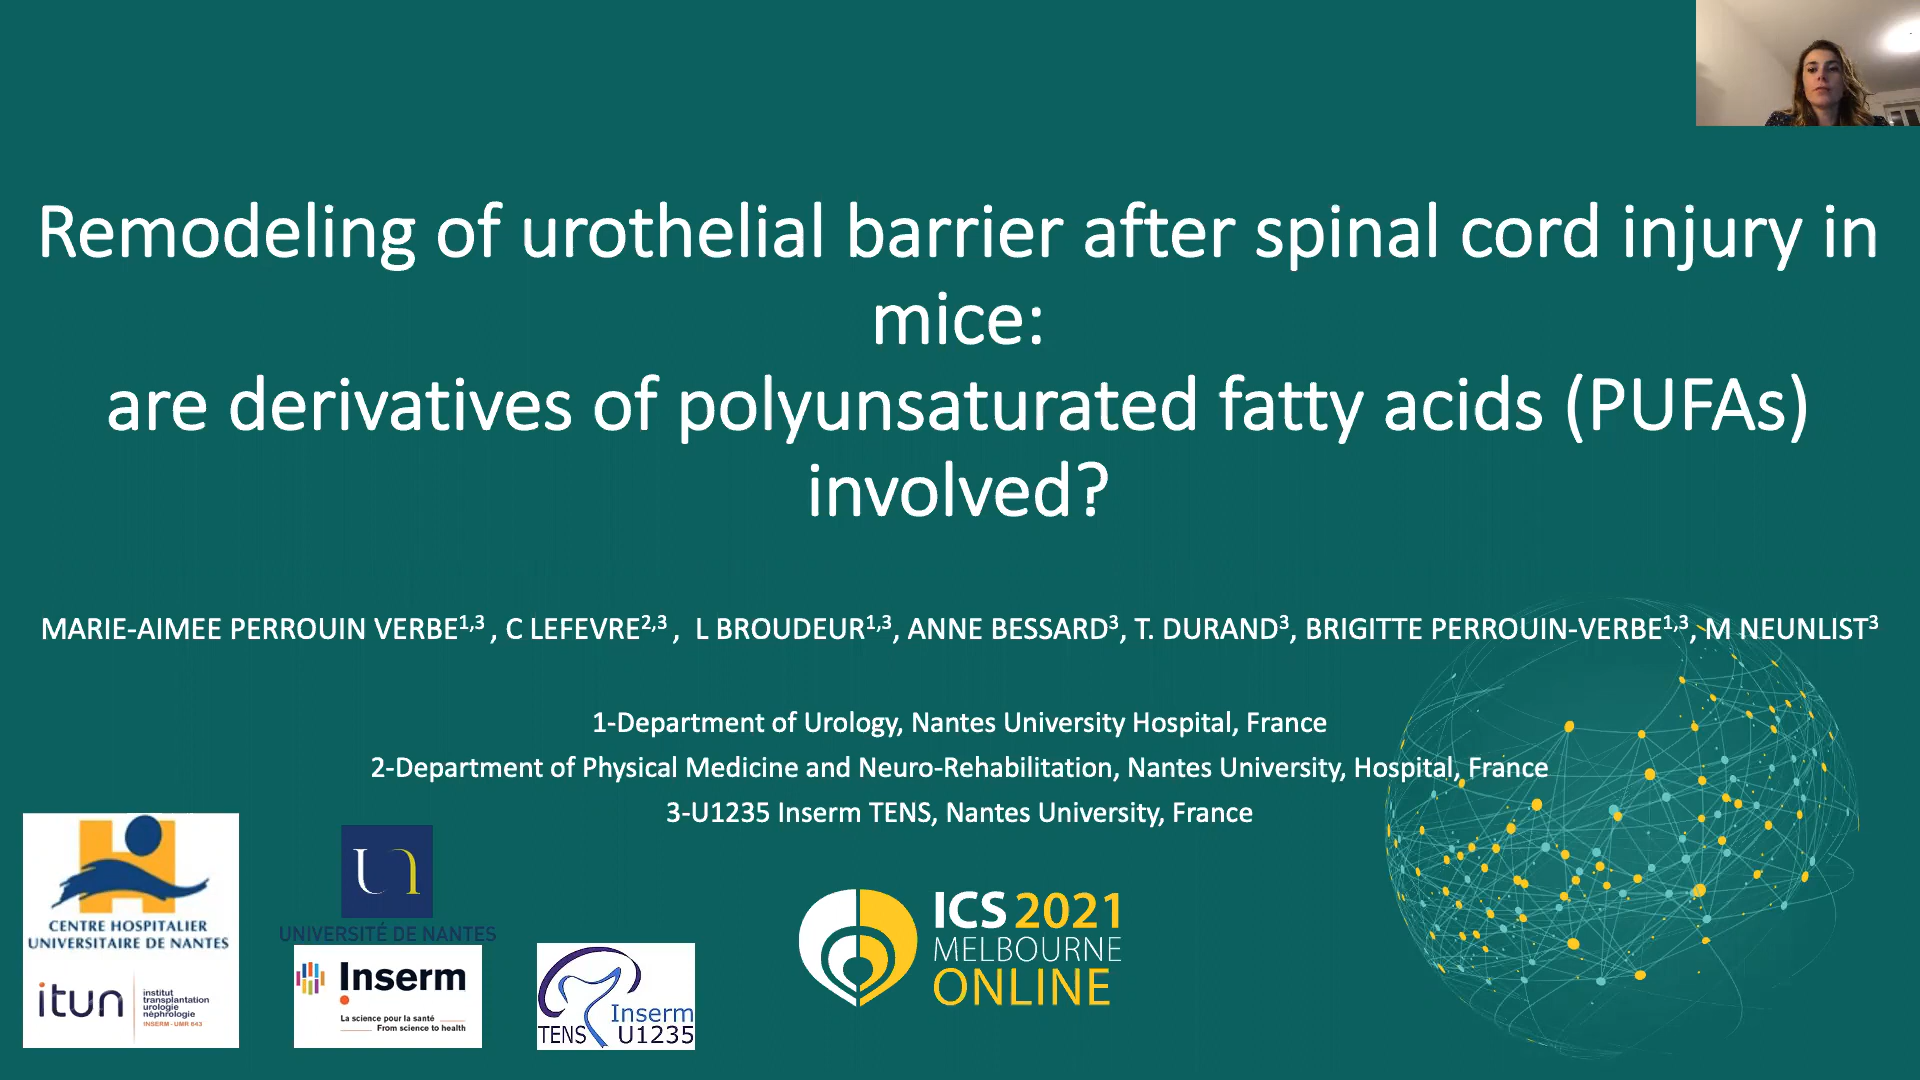 Remodeling of urothelial barrier after spinal cord injury in
mice:
are derivatives of polyunsaturated fatty acids (PUFAs)
involved?
MARIE-AIMEE PERROUIN VERBE1,3 , C LEFEVRE2,3 , L BROUDEUR1,3, ANNE BESSARD3, T. DURAND3, BRIGITTE PERROUIN-VERBE1,3, M NEUNLIST3
1-Department of Urology, Nantes University Hospital, France
2-Department of Physical Medicine and Neuro-Rehabilitation, Nantes University, Hospital, France
3-U1235 Inserm TENS, Nantes University, France
CENTRE HOSPITALIER
UNIVERSITAIRE DE NANTES
itun
institut
transplantation
urologie
néphrologie
INSERM - UMR 643
UNIVERSITÉ DE NANTES
Inserm
La science pour la santé
From science to health
TENS
Inserm
U1235
ICS 2021
MELBOURNE
ONLINE